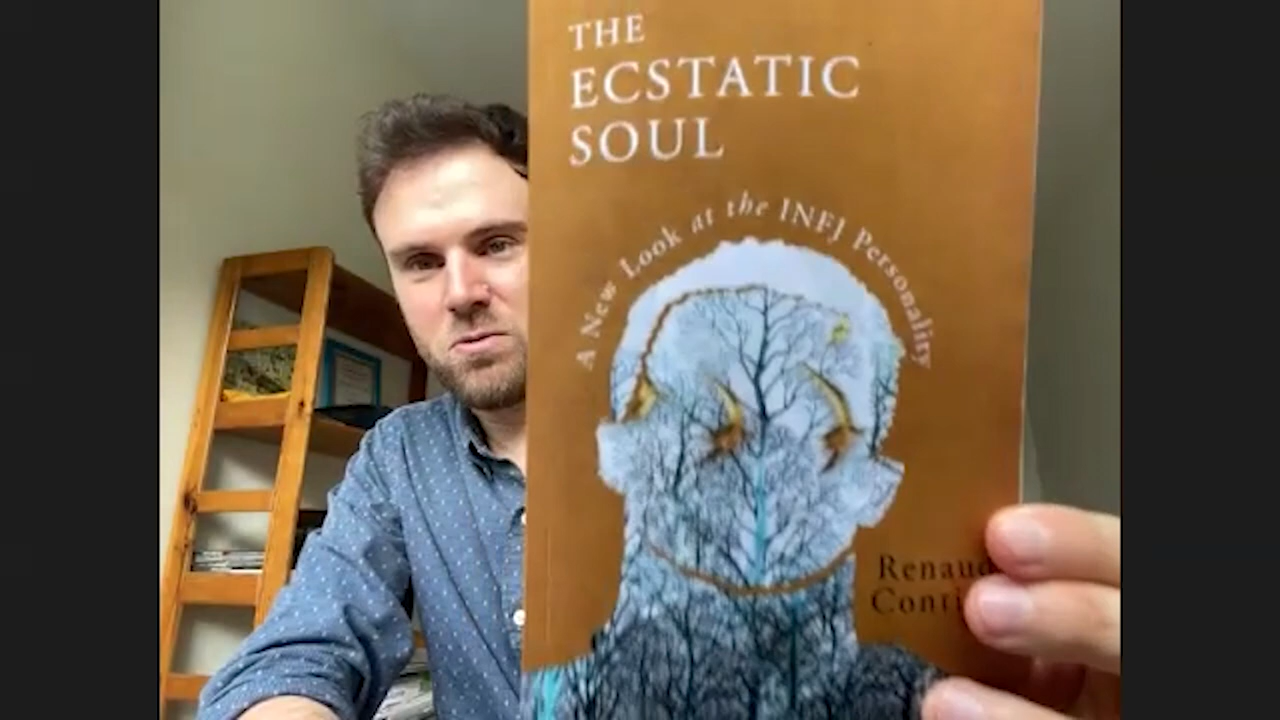 THE
ECSTATIC
SOUL
A New Look at the INFJ Personality
Renaud